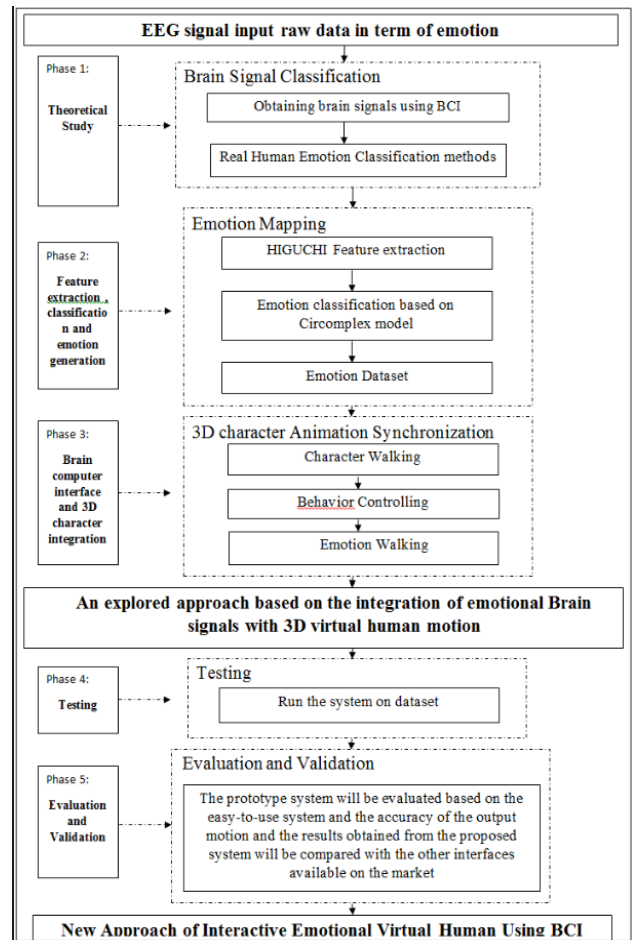 EEG signal input raw data in term of emotion
Phase 1:
Theoretical
Study
Brain Signal Classification
Obtaining brain signals using BCI
Real Human Emotion Classification methods
Phase 2:
Feature
extraction ,
classificatio
n and
emotion
generation
Emotion Mapping
HIGUCHI Feature extraction
Emotion classification based on
Circomplex model
Emotion Dataset
Phase 3:
Brain
computer
interface
and 3D
character
integration
3D character Animation Synchronization
Character Walking
Behavior Controlling
Emotion Walking
An explored approach based on the integration of emotional Brain
signals with 3D virtual human motion
Phase 4:
Testing
Testing
Run the system on dataset
Phase 5:
Evaluation
and
Validation
Evaluation and Validation
The prototype system will be evaluated based on the
easy-to-use system and the accuracy of the output
motion and the results obtained from the proposed
system will be compared with the other interfaces
available on the market
New Approach of Interactive Emotional Virtual Human Using BCI